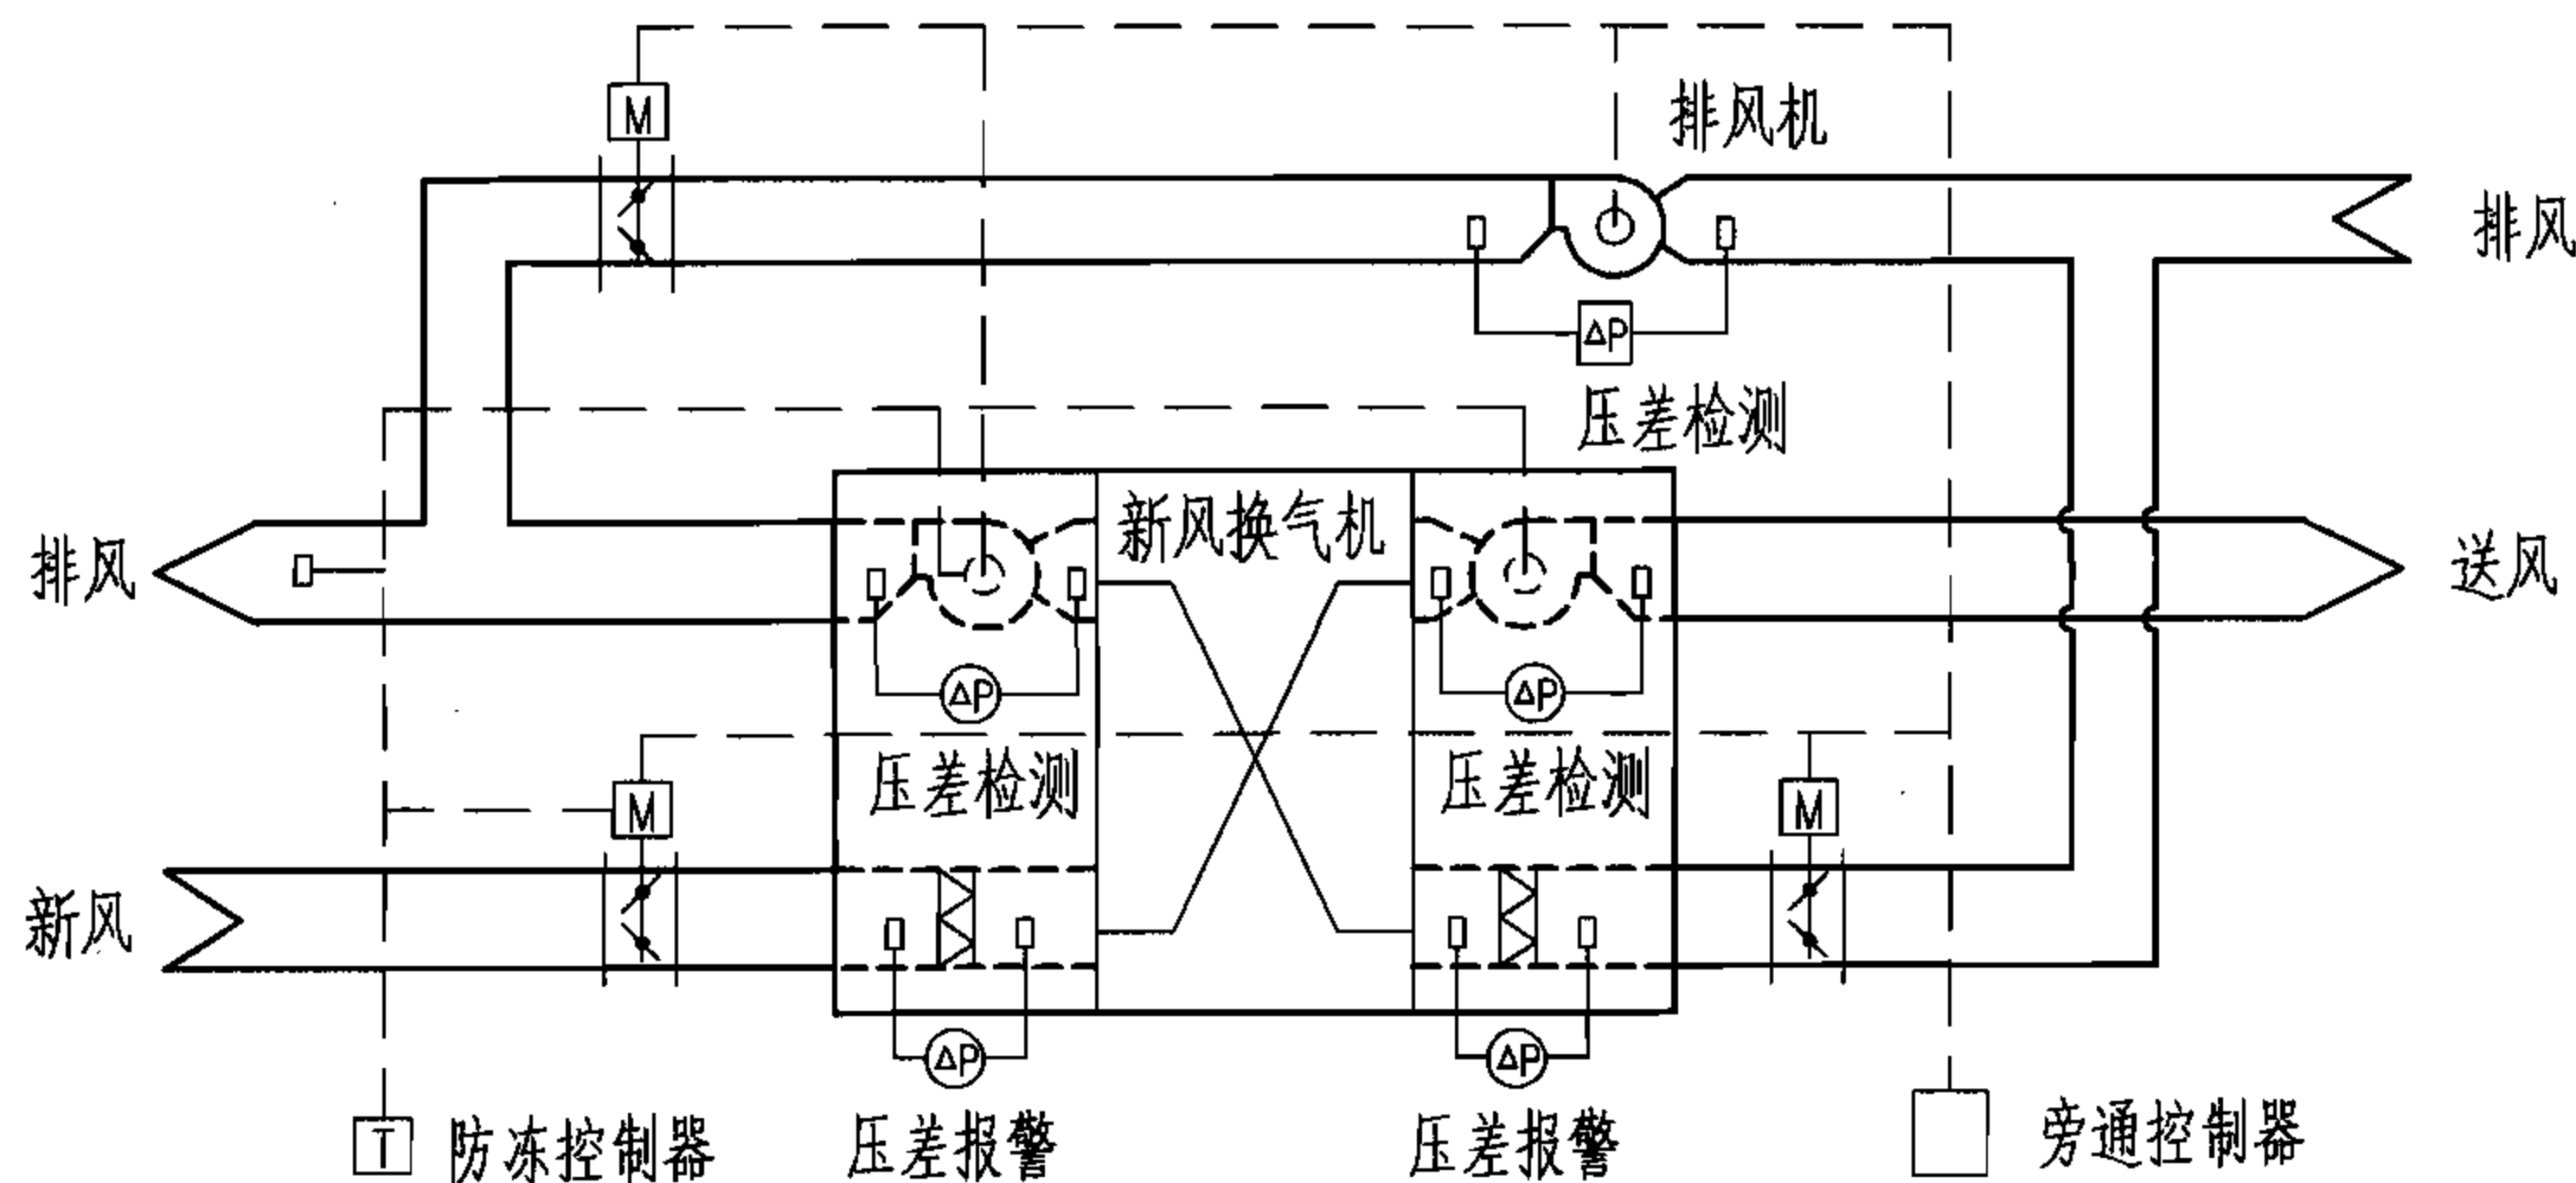 M
排风机
排风
ΔP
压差检测
新风换气机
排风
送风
ΔP
ΔP
压差检测
压差检测
M
M
新风
ΔP
ΔP
T
防冻控制器
压差报警
压差报警
旁通控制器